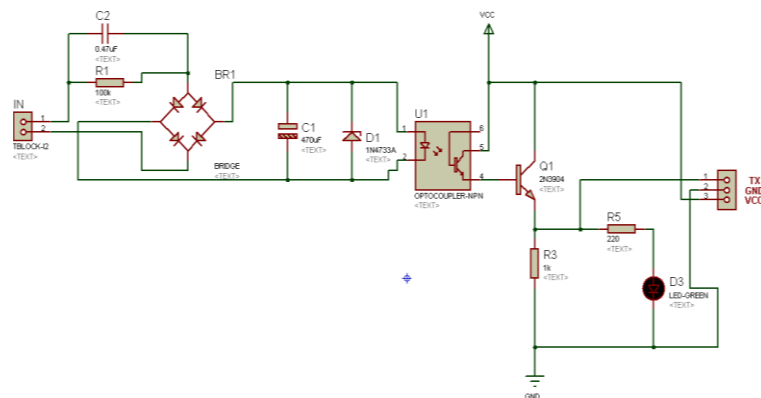 C2
0.47uF
<TEXT>
R1
100k
<TEXT>
IN
1
2
TBLOCK-I2
<TEXT>
BR1
BRIDGE
<TEXT>
C1
470uF
<TEXT>
D1
1N4733A
<TEXT>
U1
1
2
6
5
4
OPTOCOUPLER-NPN
<TEXT>
VCC
Q1
2N3904
<TEXT>
R3
1k
<TEXT>
R5
220
<TEXT>
D3
LED-GREEN
<TEXT>
1
2
3
TX
GND
VCC
GND